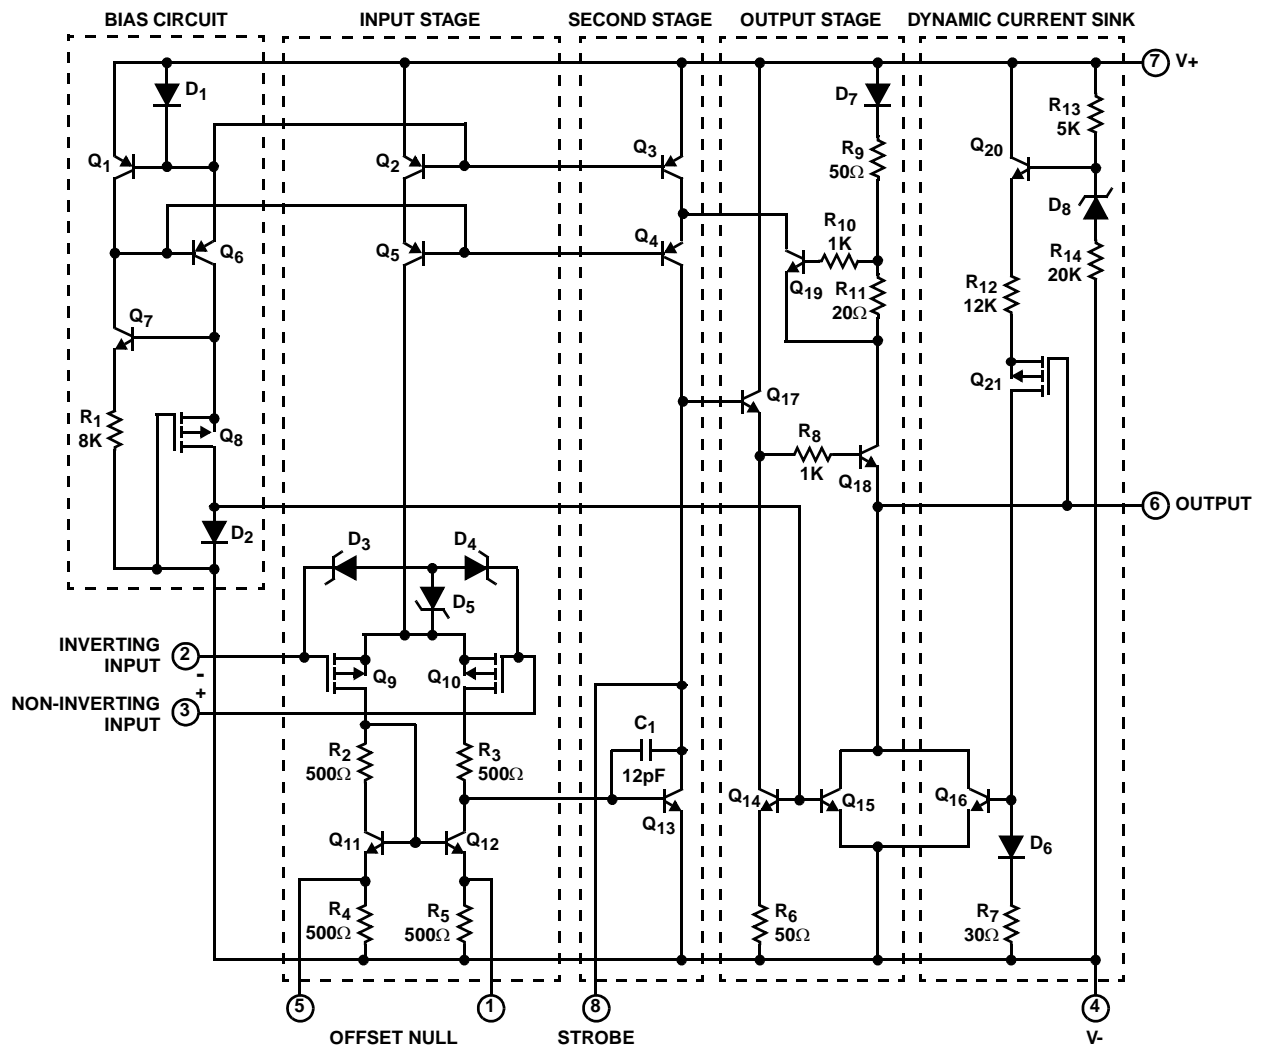 BIAS CIRCUIT
INPUT STAGE
SECOND STAGE
OUTPUT STAGE
DYNAMIC CURRENT SINK
7 V+
D1
D7
R13
5K
Q1
Q2
Q3
R9
50Ω
Q20
D8
Q6
Q5
Q4
R10
1K
Q19
R11
20Ω
R14
20K
R12
12K
Q7
Q21
R1
8K
Q8
Q17
R8
1K
Q18
6 OUTPUT
D2
D3
D4
D5
INVERTING
INPUT
2
-
Q9
Q10
NON-INVERTING
INPUT
3
+
R2
500Ω
R3
500Ω
C1
12pF
Q14
Q15
Q16
Q13
Q11
Q12
D6
R4
500Ω
R5
500Ω
R6
50Ω
R7
30Ω
5
1
8
4
OFFSET NULL
STROBE
V-